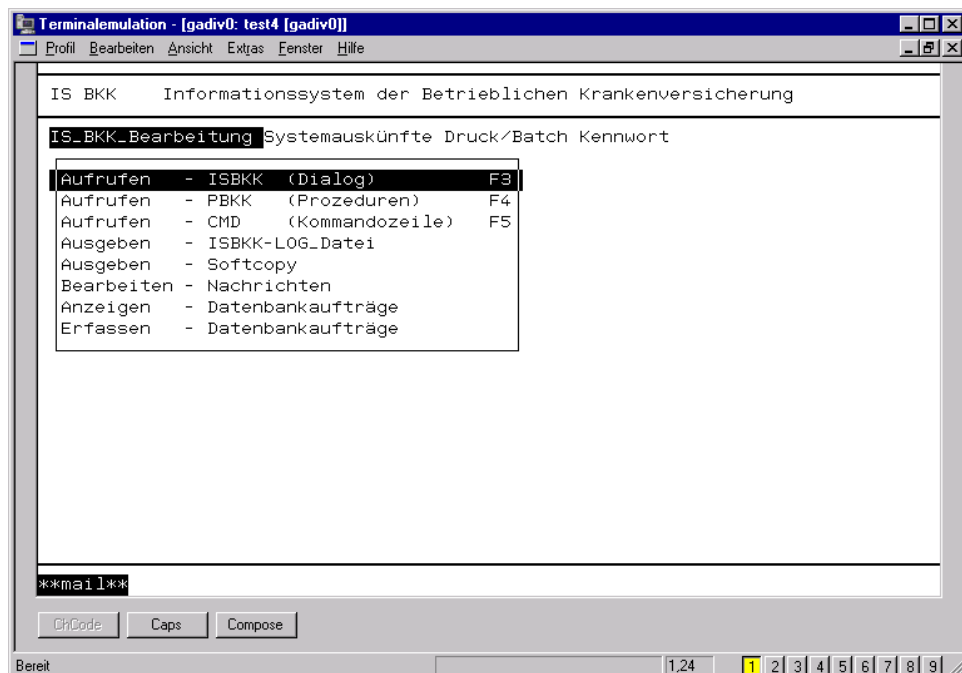 Terminalemulation - [gadiv0: test4 [gadiv0]]
Profil Bearbeiten Ansicht Extras Fenster Hilfe
IS BKK Informationssystem der Betrieblichen Krankenversicherung
IS_BKK_Bearbeitung Systemauskünfte Druck/Batch Kennwort
Aufrufen - ISBKK (Dialog) F3
Aufrufen - PBKK (Prozeduren) F4
Aufrufen - CMD (Kommandozeile) F5
Ausgeben - ISBKK-LOG_Datei
Ausgeben - Softcopy
Bearbeiten - Nachrichten
Anzeigen - Datenbankaufträge
Erfassen - Datenbankaufträge
**mail**
ChCode Caps Compose
Bereit 1,24 1 2 3 4 5 6 7 8 9